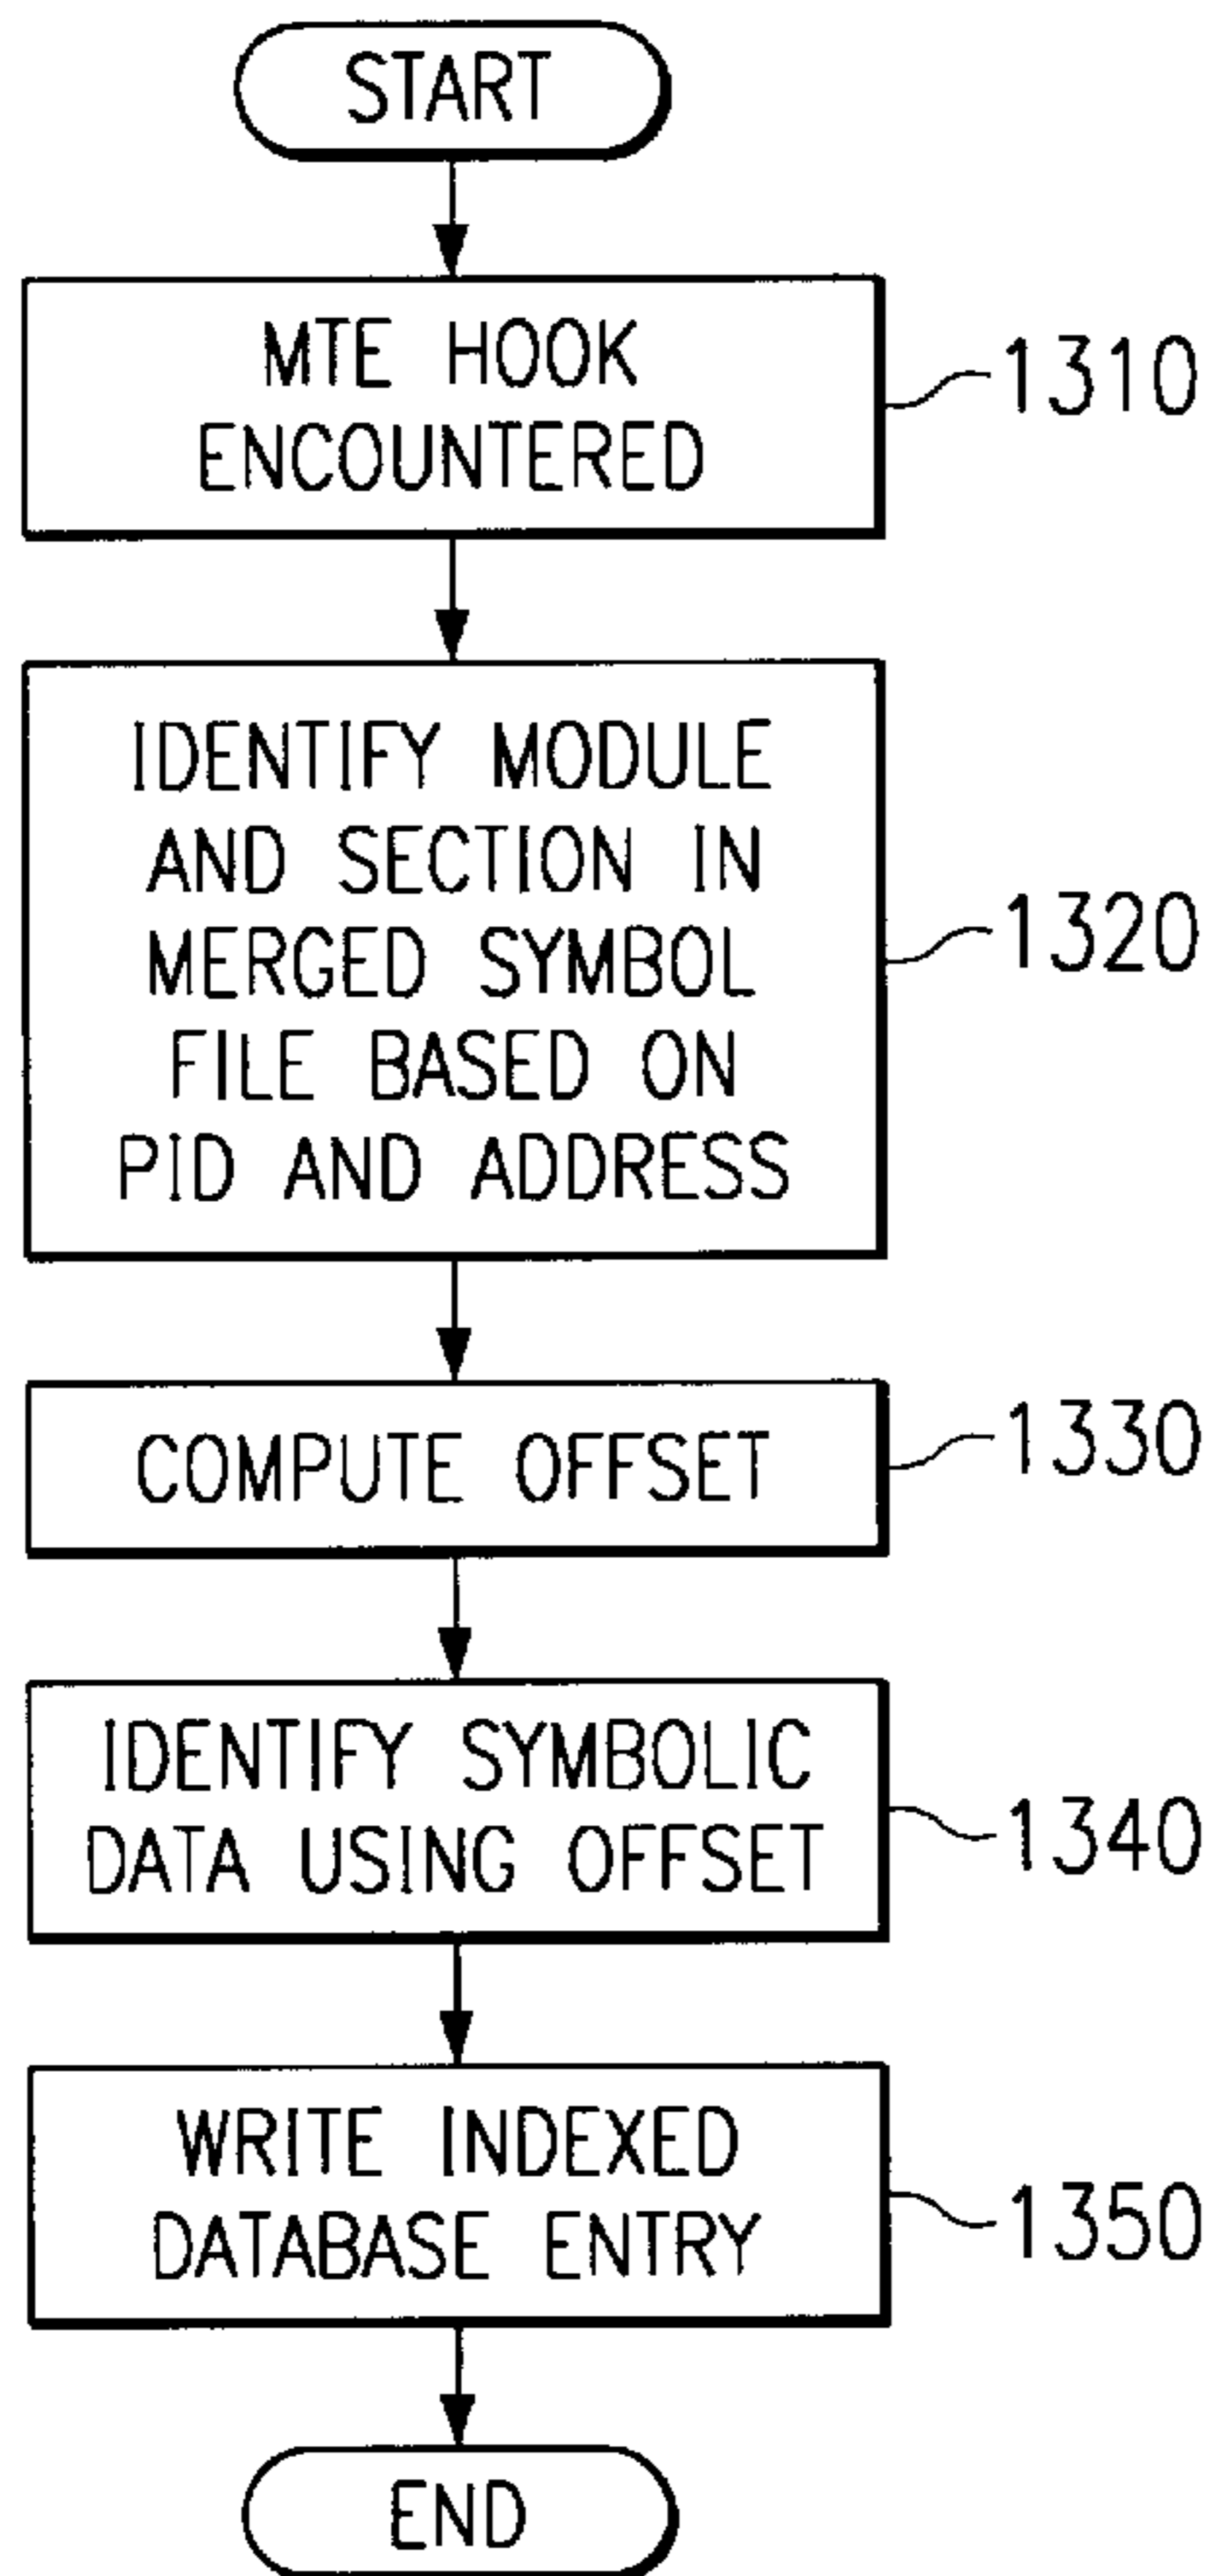 START
MTE HOOK
ENCOUNTERED
1310
IDENTIFY MODULE
AND SECTION IN
MERGED SYMBOL
FILE BASED ON
PID AND ADDRESS
1320
COMPUTE OFFSET
1330
IDENTIFY SYMBOLIC
DATA USING OFFSET
1340
WRITE INDEXED
DATABASE ENTRY
1350
END